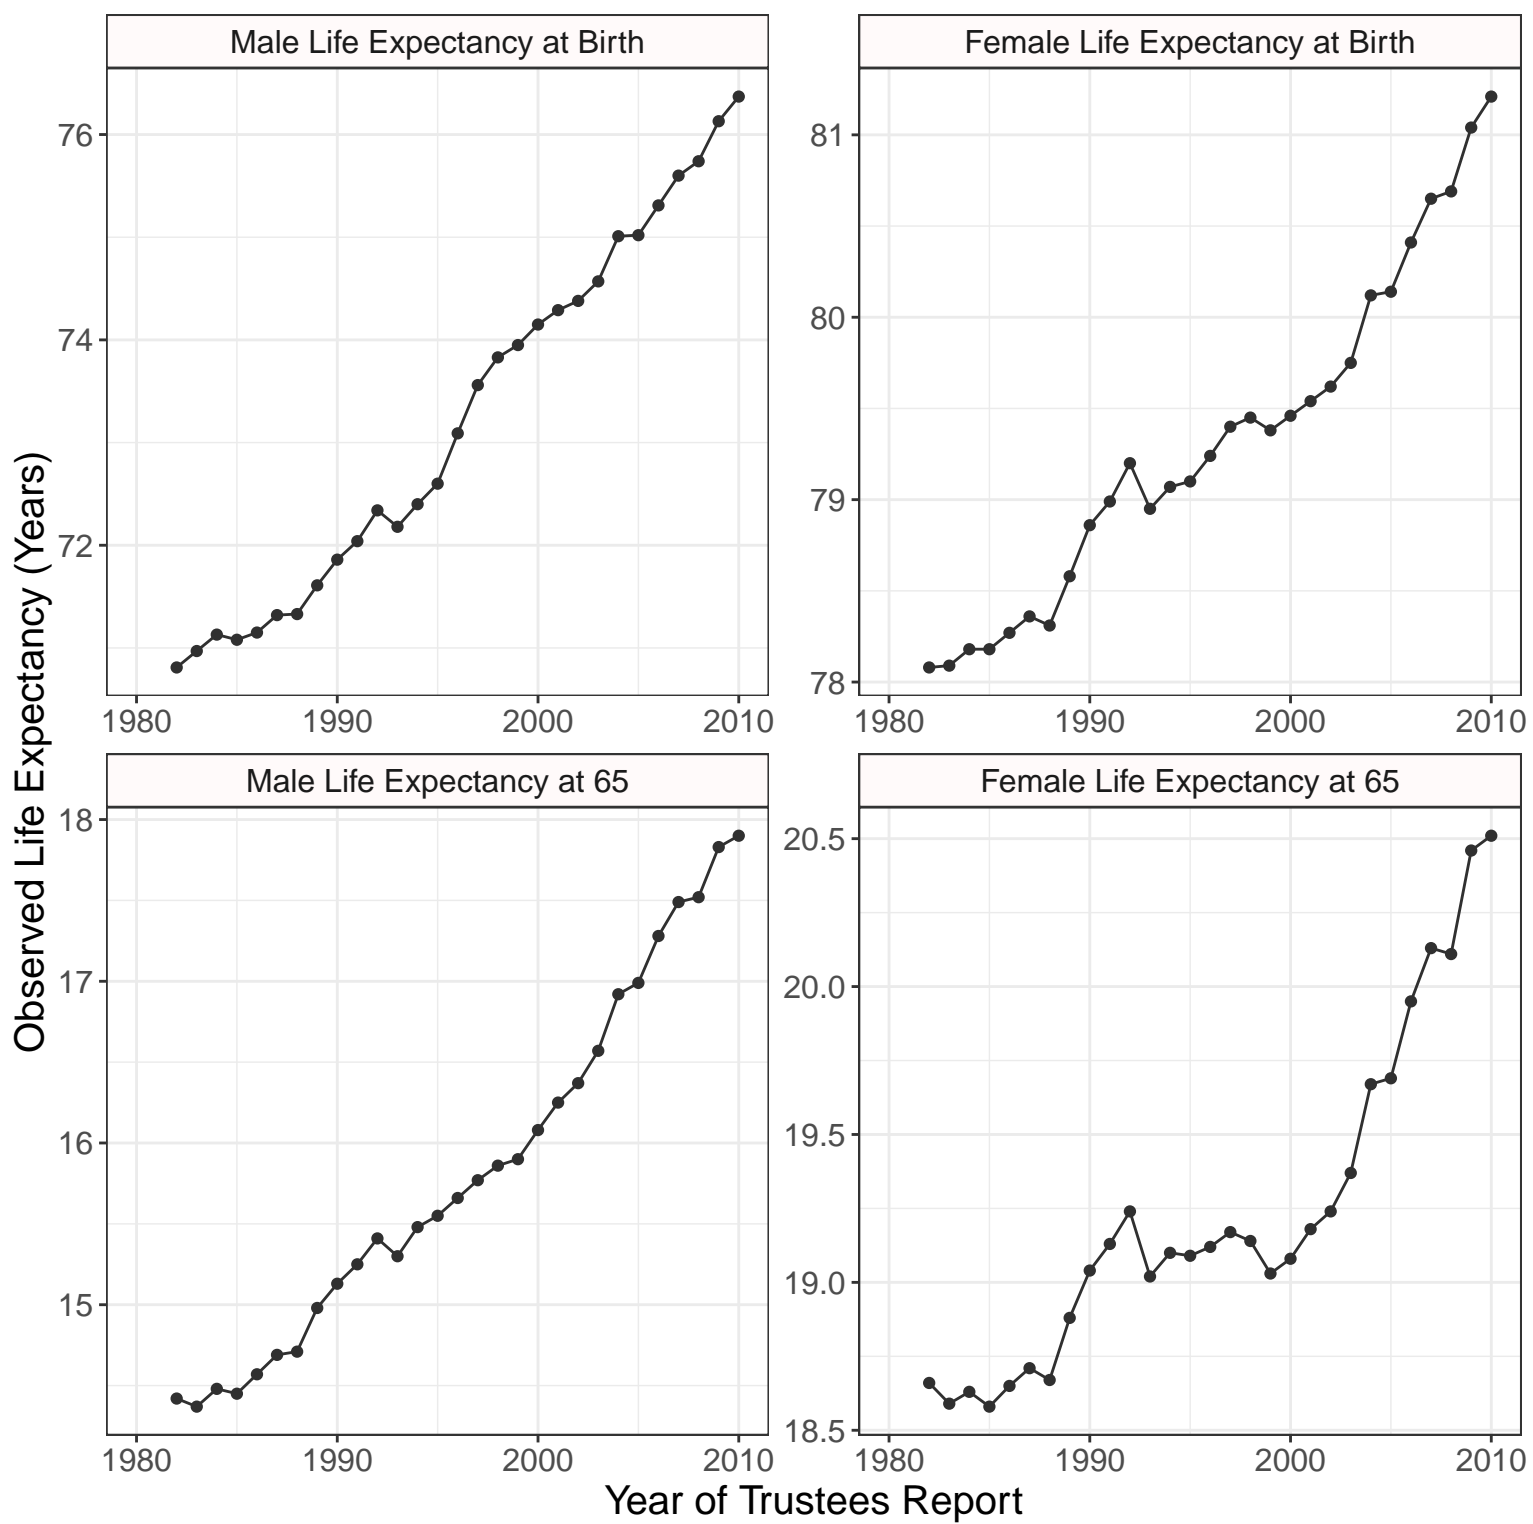 Male Life Expectancy at Birth
Female Life Expectancy at Birth
76
74
72
81
80
79
78
1980 1990 2000 2010
1980 1990 2000 2010
Male Life Expectancy at 65
Female Life Expectancy at 65
18
17
16
15
20.5
20.0
19.5
19.0
18.5
1980 1990 2000 2010
1980 1990 2000 2010
Observed Life Expectancy (Years)
Year of Trustees Report